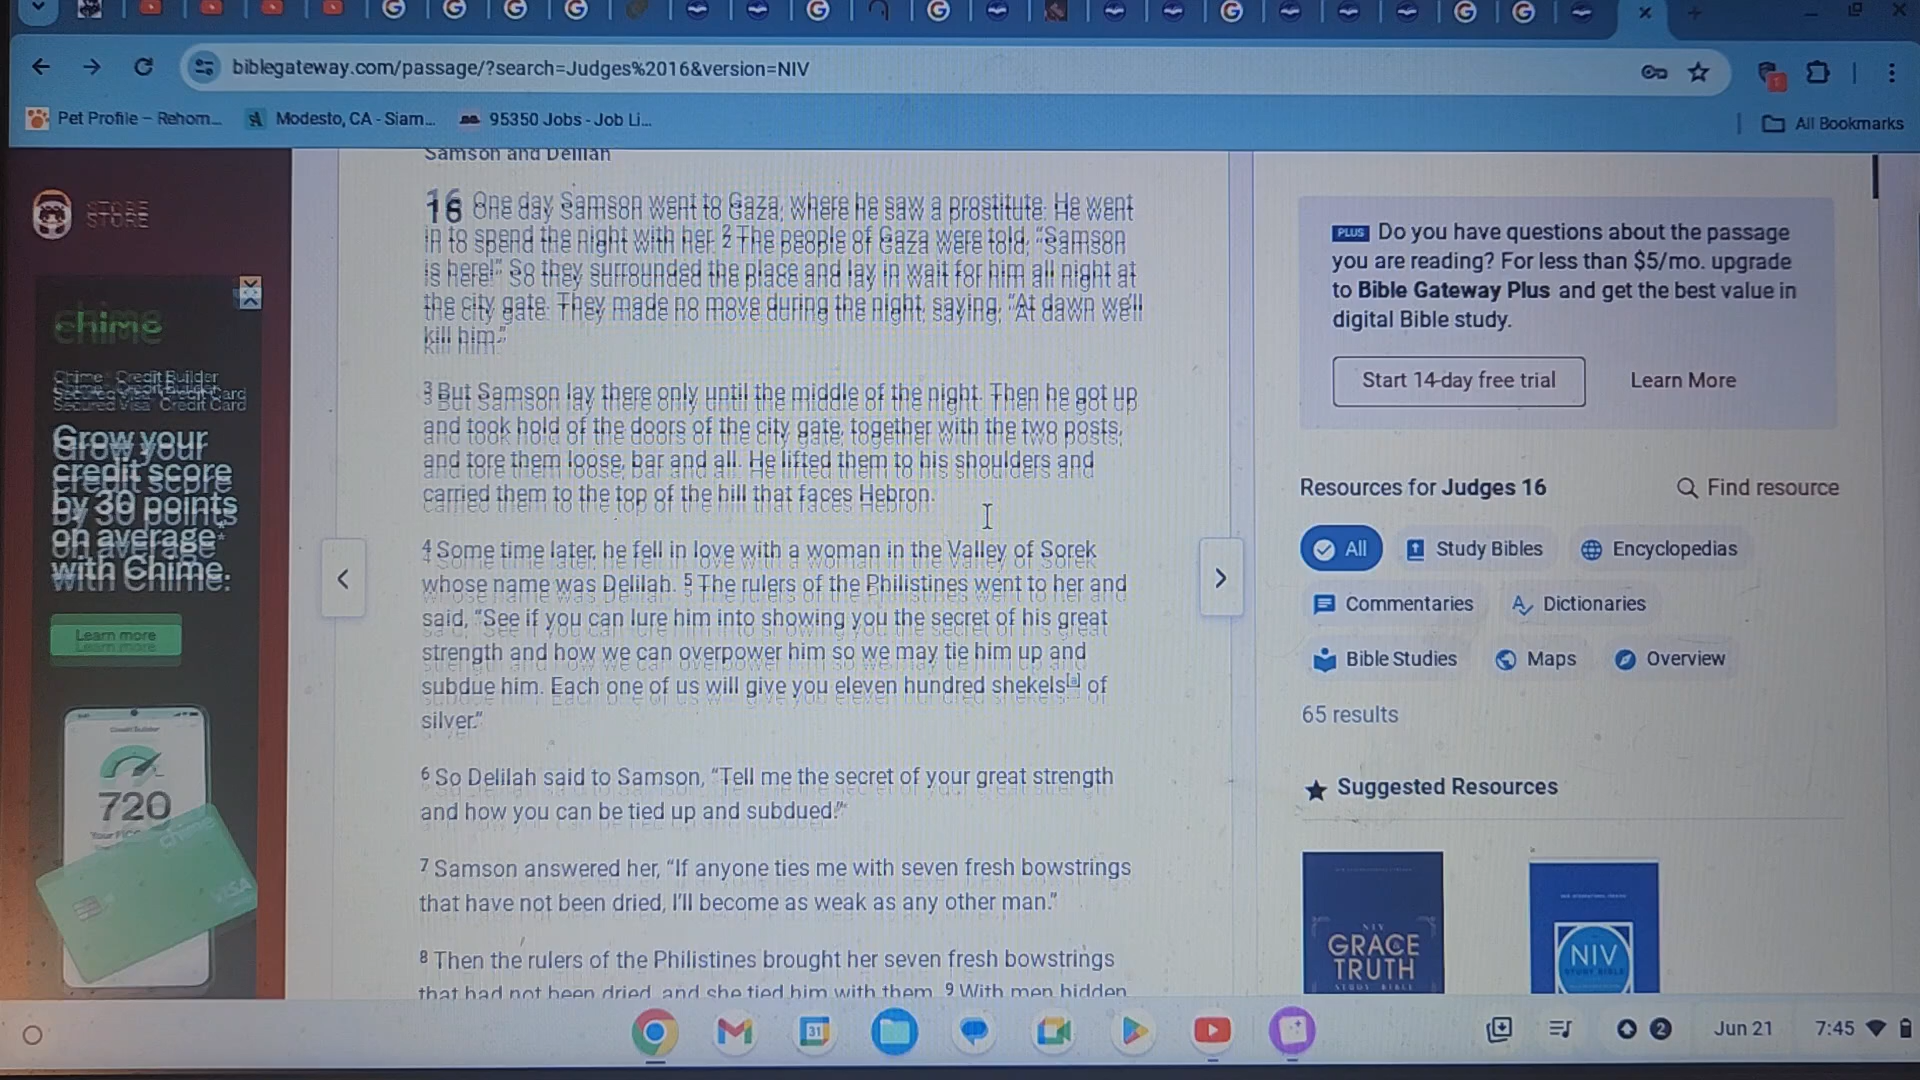 biblegateway.com/passage/?search=Judges%2016&version=NIV
Pet Profile – Rehom...
Modesto, CA - Siam...
95350 Jobs - Job Li...
All Bookmarks
STORE
chime
Chime Credit Builder
Secured Visa Credit Card
Grow your
credit score
by 30 points
on average*
with Chime.
Learn more
Credit Builder
720
chime
VISA
Samson and Delilah
16 One day Samson went to Gaza, where he saw a prostitute. He went
in to spend the night with her. 2 The people of Gaza were told, “Samson
is here!” So they surrounded the place and lay in wait for him all night at
the city gate. They made no move during the night, saying, “At dawn we’ll
kill him.”
3 But Samson lay there only until the middle of the night. Then he got up
and took hold of the doors of the city gate, together with the two posts,
and tore them loose, bar and all. He lifted them to his shoulders and
carried them to the top of the hill that faces Hebron.
4 Some time later, he fell in love with a woman in the Valley of Sorek
whose name was Delilah. 5 The rulers of the Philistines went to her and
said, “See if you can lure him into showing you the secret of his great
strength and how we can overpower him so we may tie him up and
subdue him. Each one of us will give you eleven hundred shekels[a] of
silver.”
6 So Delilah said to Samson, “Tell me the secret of your great strength
and how you can be tied up and subdued.”
7 Samson answered her, “If anyone ties me with seven fresh bowstrings
that have not been dried, I’ll become as weak as any other man.”
8 Then the rulers of the Philistines brought her seven fresh bowstrings
that had not been dried, and she tied him with them. 9 With men hidden
PLUS Do you have questions about the passage
you are reading? For less than $5/mo. upgrade
to Bible Gateway Plus and get the best value in
digital Bible study.
Start 14-day free trial
Learn More
Resources for Judges 16
Find resource
All
Study Bibles
Encyclopedias
Commentaries
Dictionaries
Bible Studies
Maps
Overview
65 results
Suggested Resources
NIV
GRACE
TRUTH
STUDY BIBLE
NIV
STUDY BIBLE
31
2
Jun 21
7:45